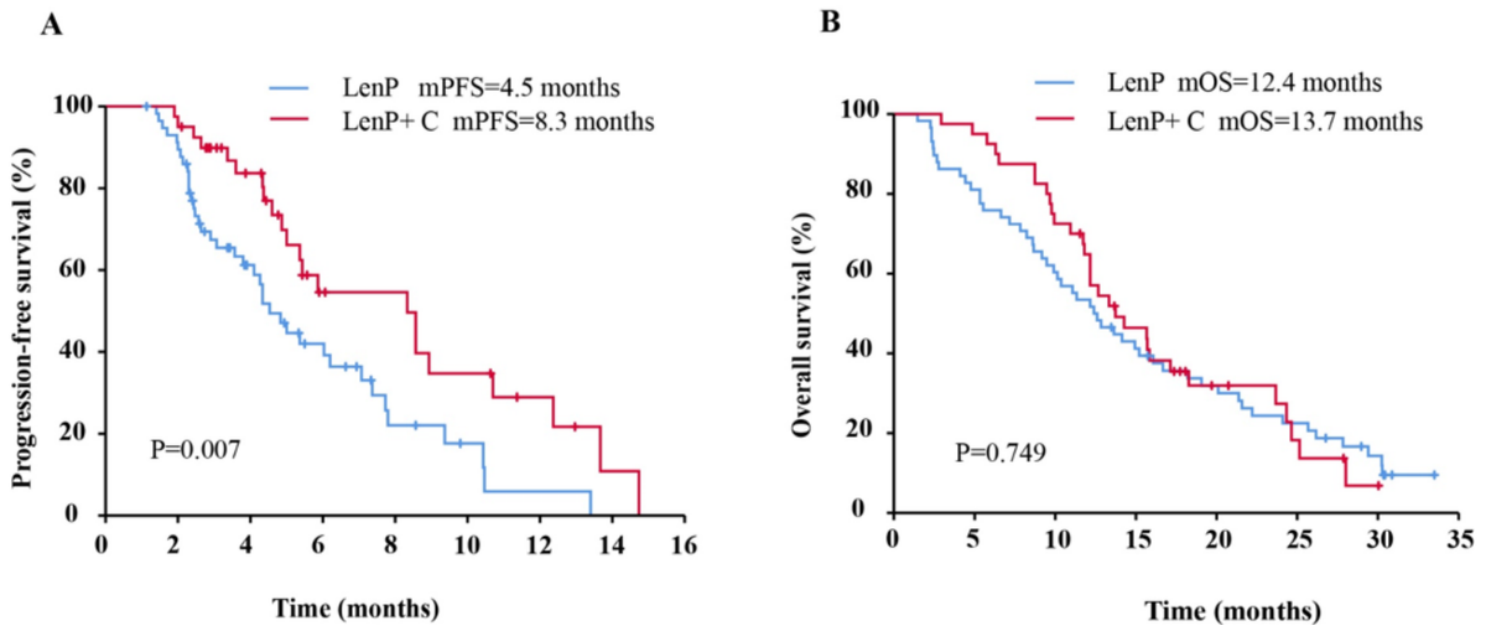 A
LenP mPFS=4.5 months
LenP+ C mPFS=8.3 months
Progression-free survival (%)
100
80
60
40
20
0
P=0.007
0 2 4 6 8 10 12 14 16
Time (months)
B
LenP mOS=12.4 months
LenP+ C mOS=13.7 months
Overall survival (%)
100
80
60
40
20
0
P=0.749
0 5 10 15 20 25 30 35
Time (months)